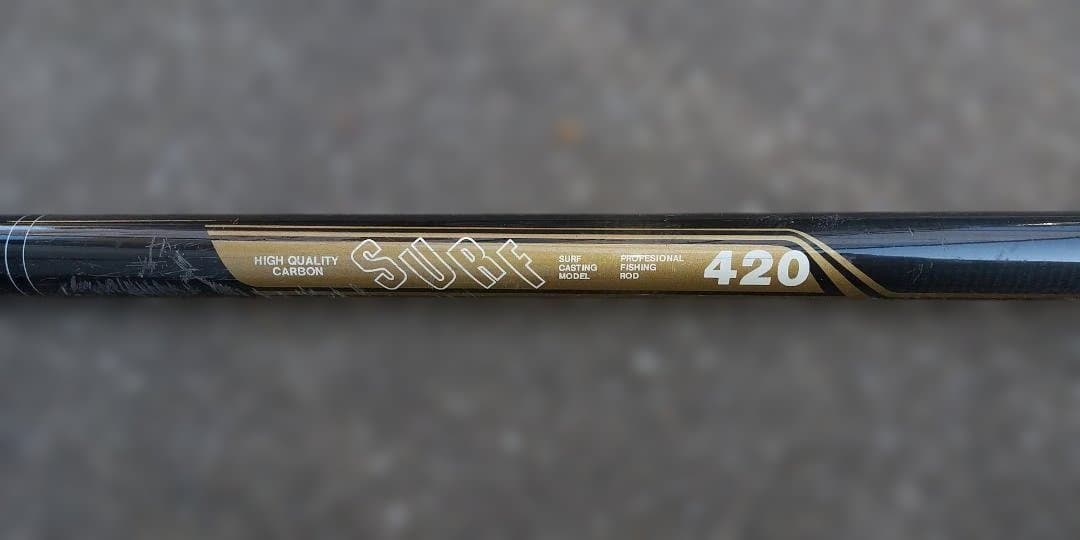 HIGH QUALITY
CARBON
SURF
SURF
CASTING
MODEL
PROFESIONAL
FISHING
ROD
420